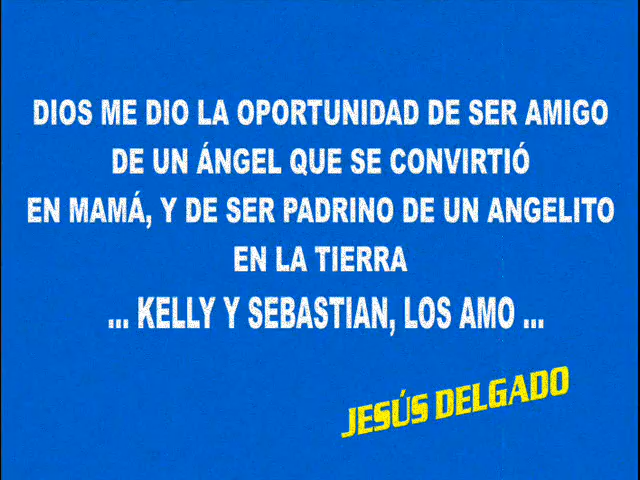 DIOS ME DIO LA OPORTUNIDAD DE SER AMIGO
DE UN ÁNGEL QUE SE CONVIRTIÓ
EN MAMÁ, Y DE SER PADRINO DE UN ANGELITO
EN LA TIERRA
... KELLY Y SEBASTIAN, LOS AMO ...
JESÚS DELGADO